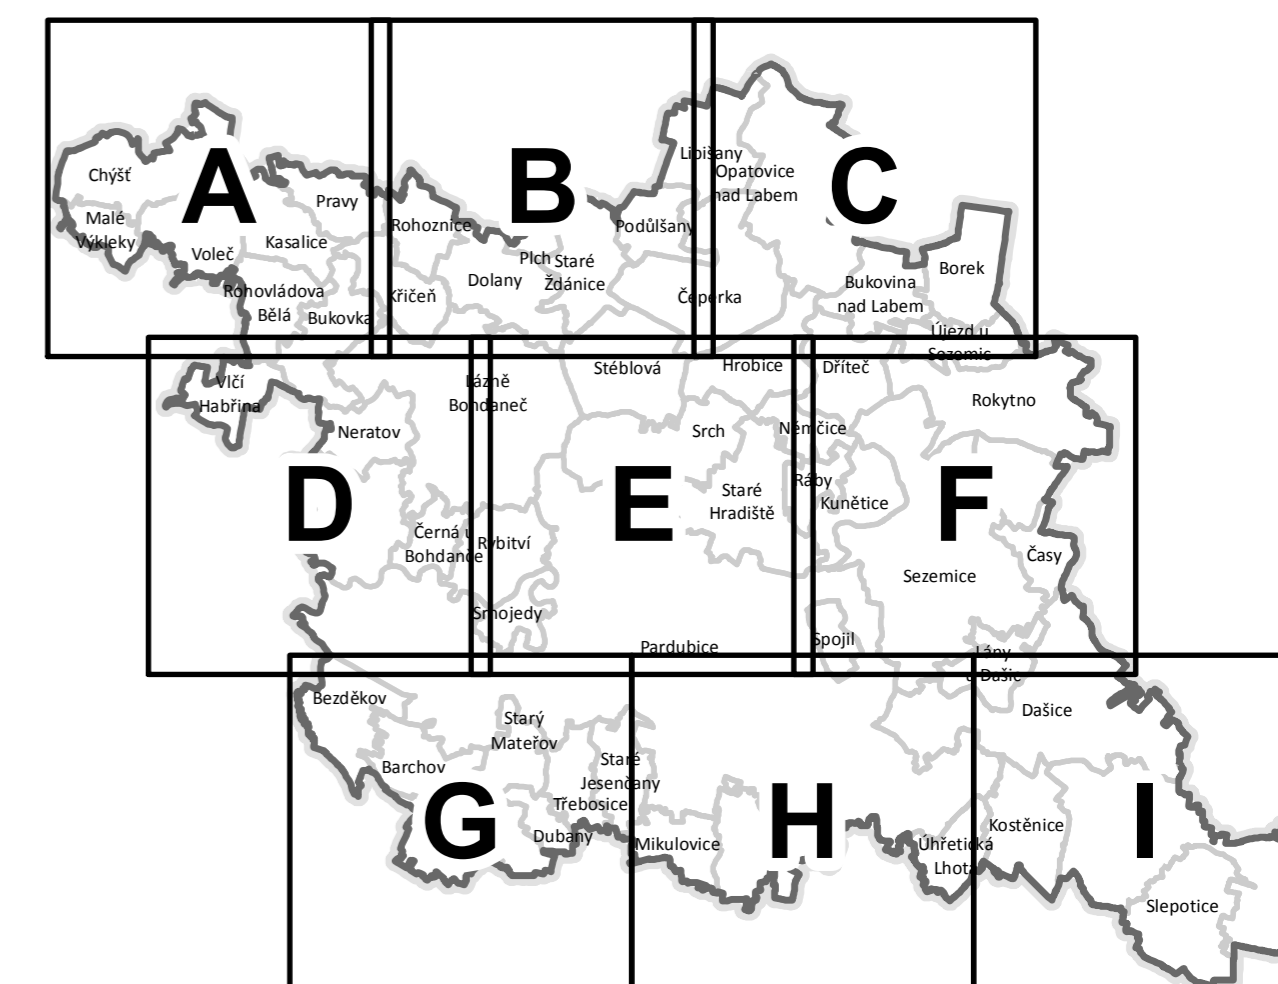 A
B
C
Chýšť
Malé
Výkleky
Voleč
Pravy
Kasalice
Rohovládova
Bělá
Bukovka
Rohoznice
Křičeň
Dolany
Plch
Staré
Ždánice
Podůlšany
Libišany
Opatovice
nad Labem
Čeperka
Bukovina
nad Labem
Borek
Újezd u
Sezemic
Vlčí
Habřina
Neratov
Lázně
Bohdaneč
Stéblová
Hrobice
Dříteč
Rokytno
Srch
Němčice
D
E
F
Staré
Hradiště
Ráby
Kunětice
Černá u
Bohdanče
Rybitví
Časy
Sezemice
Srnojedy
Pardubice
Spojil
Lány
u Dašic
Bezděkov
Starý
Mateřov
Dašice
Barchov
Staré
Jesenčany
Třebosice
G
H
I
Dubany
Mikulovice
Úhřetická
Lhota
Kostěnice
Slepotice